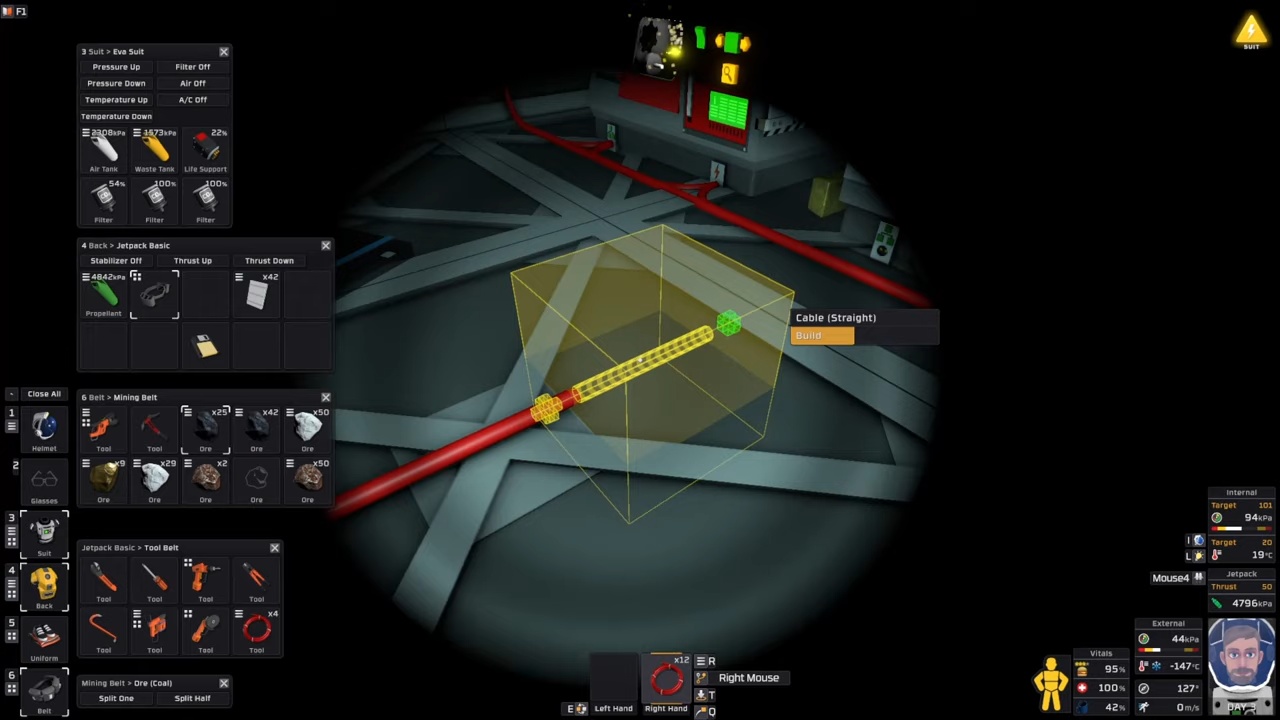 F1
SUIT
3 Suit > Eva Suit
Pressure Up Filter Off
Pressure Down Air Off
Temperature Up A/C Off
Temperature Down
2308kPa 1573kPa 22%
Air Tank Waste Tank Life Support
54% 100% 100%
Filter Filter Filter
4 Back > Jetpack Basic
Stabilizer Off Thrust Up Thrust Down
4842kPa x42
Propellant
Cable (Straight)
Build
6 Belt > Mining Belt
x25 x42 x50
Tool Tool Ore Ore Ore
x9 x29 x2 x50
Ore Ore Ore Ore Ore
Close All
1
Helmet
2
Glasses
3
Suit
4
Back
5
Uniform
6
Belt
Jetpack Basic > Tool Belt
Tool Tool Tool Tool
x4
Tool Tool Tool Tool
Mining Belt > Ore (Coal)
Split One Split Half
E Left Hand
x12
Right Hand
R
Right Mouse
T
Q
Internal
Target 101
94kPa
Target 20
19°C
I
L
Mouse4
Jetpack
Thrust 50
4796kPa
External
44kPa
-147°C
127°
0m/s
Vitals
95%
100%
42%
DAY 3